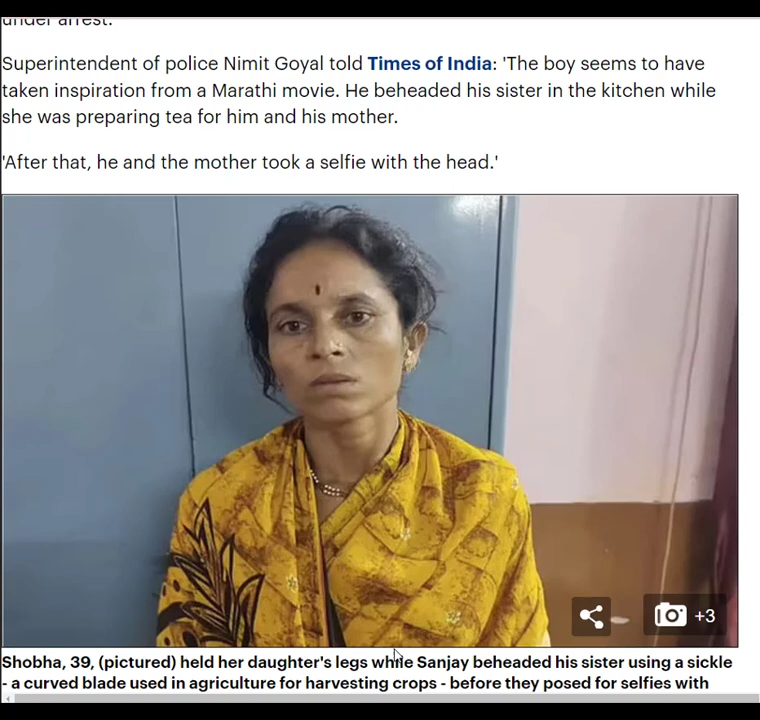 under arrest.
Superintendent of police Nimit Goyal told Times of India: 'The boy seems to have
taken inspiration from a Marathi movie. He beheaded his sister in the kitchen while
she was preparing tea for him and his mother.
'After that, he and the mother took a selfie with the head.'
+3
Shobha, 39, (pictured) held her daughter's legs while Sanjay beheaded his sister using a sickle
- a curved blade used in agriculture for harvesting crops - before they posed for selfies with